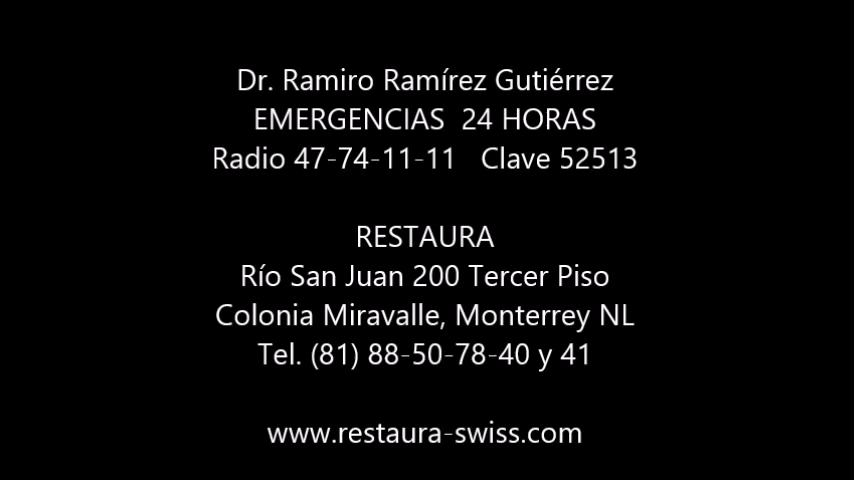 Dr. Ramiro Ramírez Gutiérrez
EMERGENCIAS  24 HORAS
Radio 47-74-11-11   Clave 52513
RESTAURA
Río San Juan 200 Tercer Piso
Colonia Miravalle, Monterrey NL
Tel. (81) 88-50-78-40 y 41
www.restaura-swiss.com